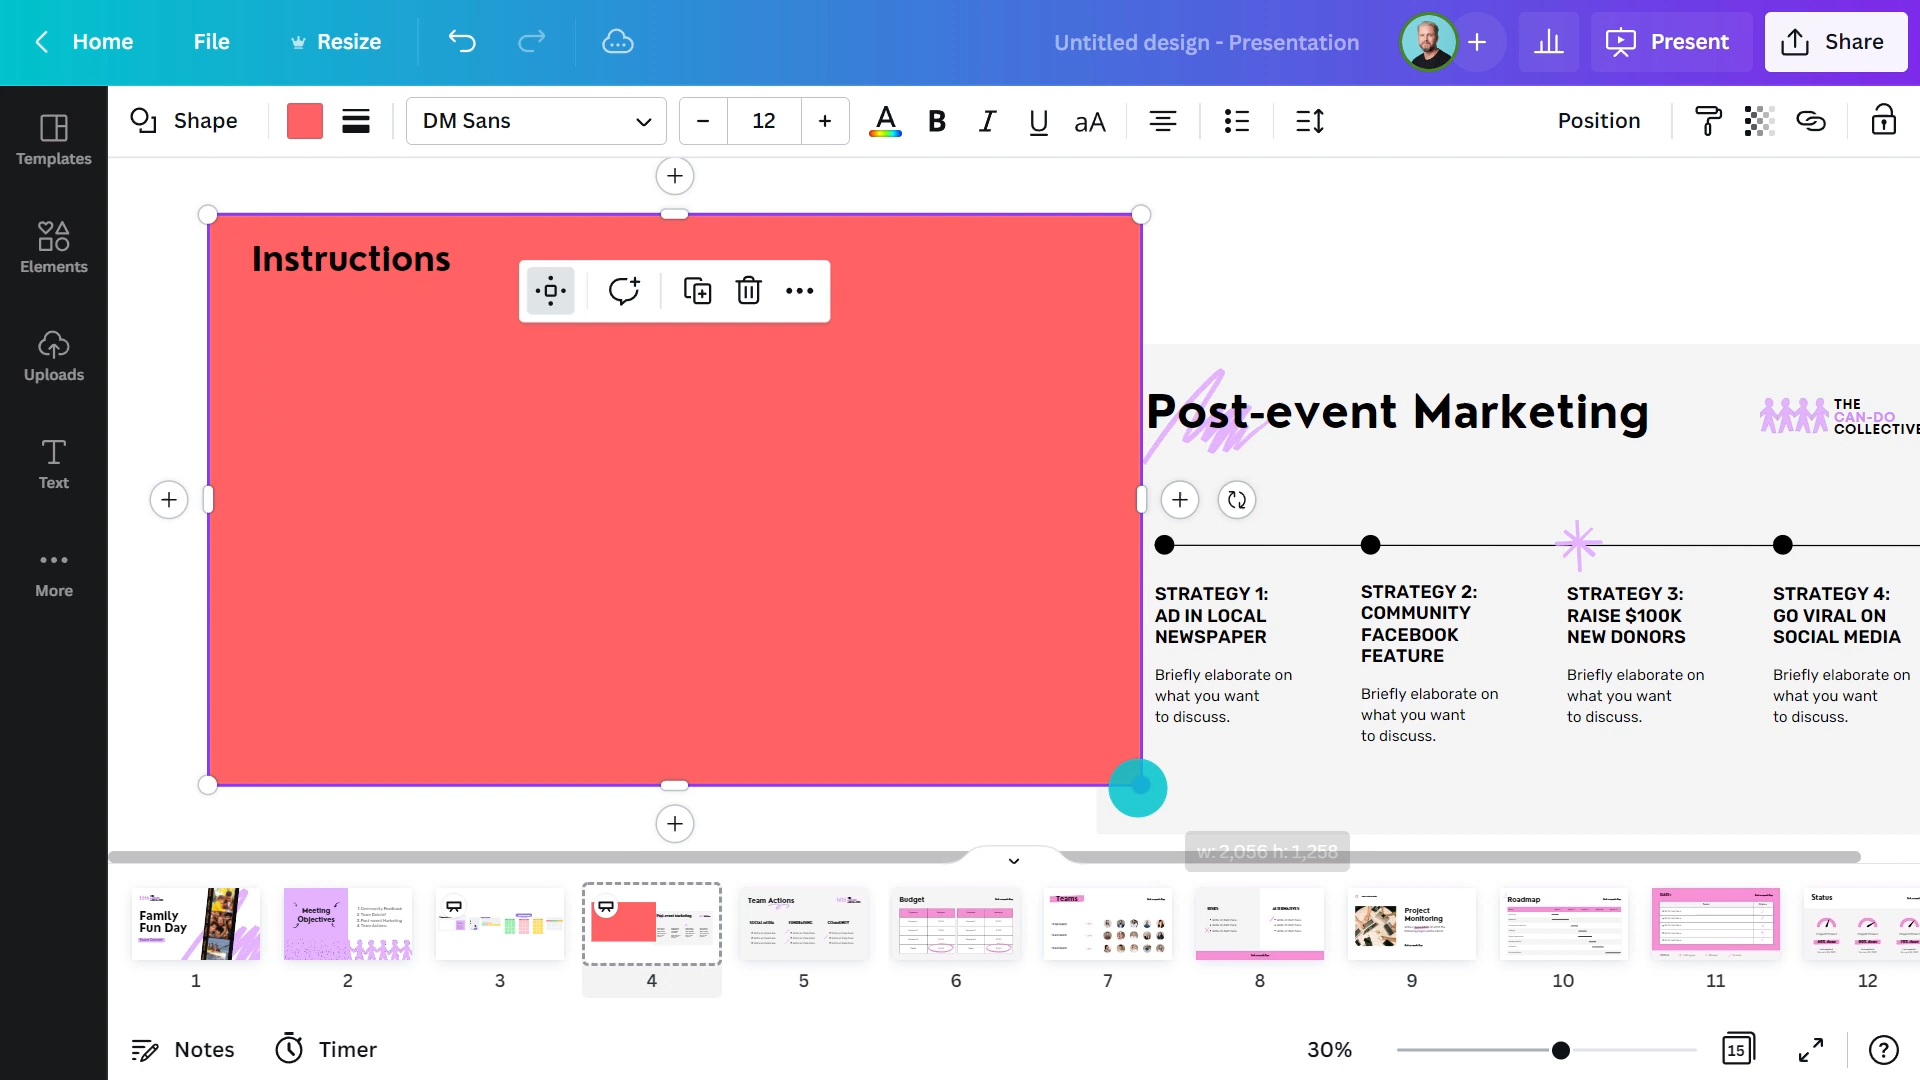 Home
File
Resize
Untitled design - Presentation
Present
Share
Shape
DM Sans
12
B
I
U
aA
Position
Templates
Elements
Uploads
Text
More
Instructions
Post-event Marketing
THE
CAN-DO
COLLECTIVE
STRATEGY 1:
AD IN LOCAL
NEWSPAPER
Briefly elaborate on
what you want
to discuss.
STRATEGY 2:
COMMUNITY
FACEBOOK
FEATURE
Briefly elaborate on
what you want
to discuss.
STRATEGY 3:
RAISE $100K
NEW DONORS
Briefly elaborate on
what you want
to discuss.
STRATEGY 4:
GO VIRAL ON
SOCIAL MEDIA
Briefly elaborate on
what you want
to discuss.
w: 2,056 h: 1,258
Family
Fun Day
Meeting
Objectives
Post-event Marketing
Team Actions
Budget
Teams
Project
Monitoring
Roadmap
Status
1
2
3
4
5
6
7
8
9
10
11
12
Notes
Timer
30%
15